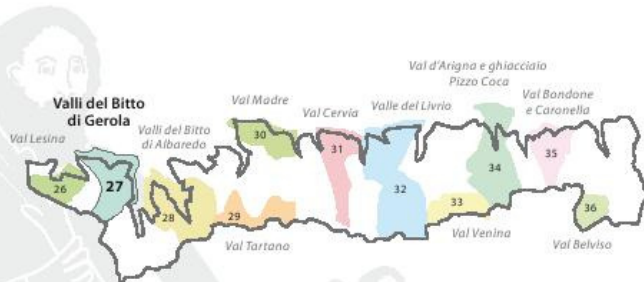 Val d'Arigna e ghiacciaio
Pizzo Coca
Valli del Bitto
di Gerola
Val Madre
Val Cervia
Valle del Livrio
Val Bondone
e Caronella
Val Lesina
Valli del Bitto
di Albaredo
26
27
28
29
30
31
32
33
34
35
36
Val Tartano
Val Venina
Val Belviso